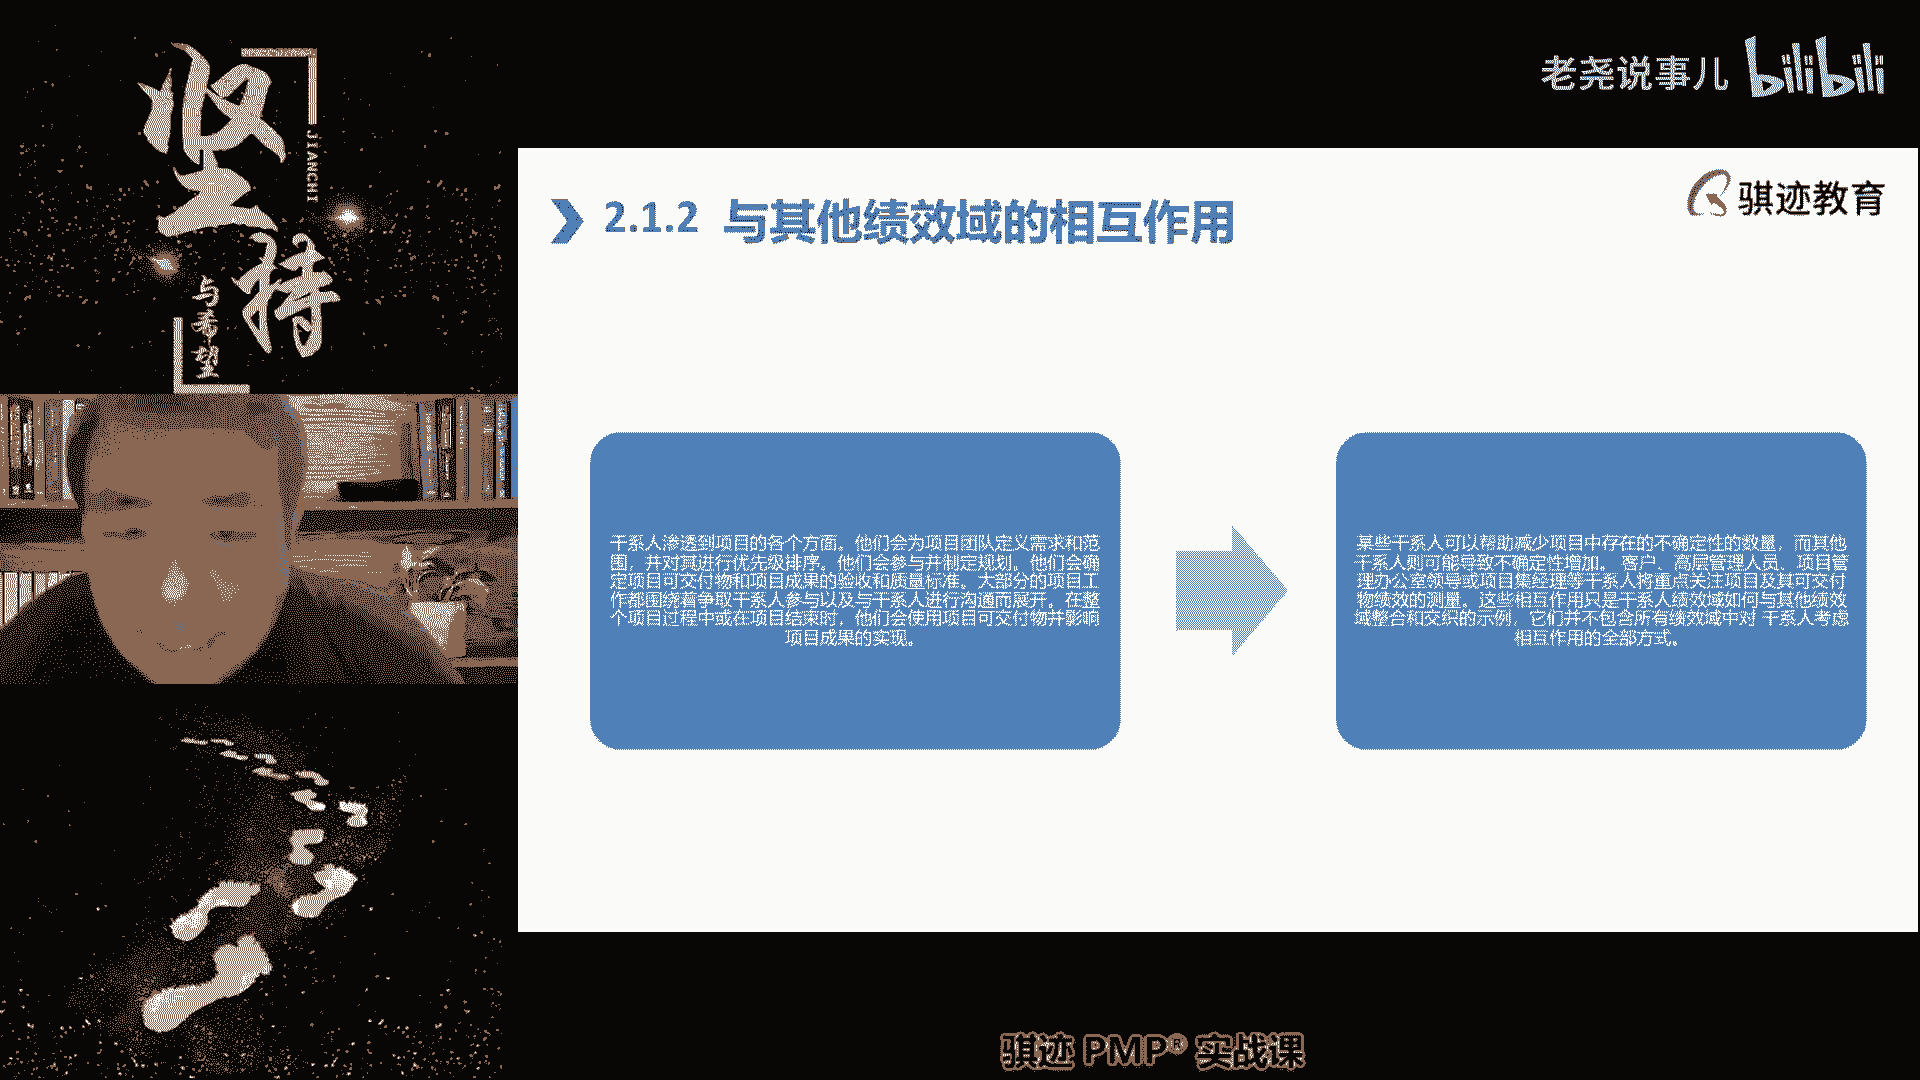 坚持
JIANCHI
与希望
老尧说事儿 bilibili
骐迹教育
2.1.2 与其他绩效域的相互作用
干系人渗透到项目的各个方面。他们会为项目团队定义需求和范
围，并对其进行优先级排序。他们会参与并制定规划。他们会确
定项目可交付物和项目成果的验收和质量标准。大部分的项目工
作都围绕着争取干系人参与以及与干系人进行沟通而展开。在整
个项目过程中或在项目结束时，他们会使用项目可交付物并影响
项目成果的实现。
某些干系人可以帮助减少项目中存在的不确定性的数量，而其他
干系人则可能导致不确定性增加。 客户、高层管理人员、项目管
理办公室领导或项目集经理等干系人将重点关注项目及其可交付
物绩效的测量。这些相互作用只是干系人绩效域如何与其他绩效
域整合和交织的示例，它们并不包含所有绩效域中对 干系人考虑
相互作用的全部方式。
骐迹 PMP® 实战课